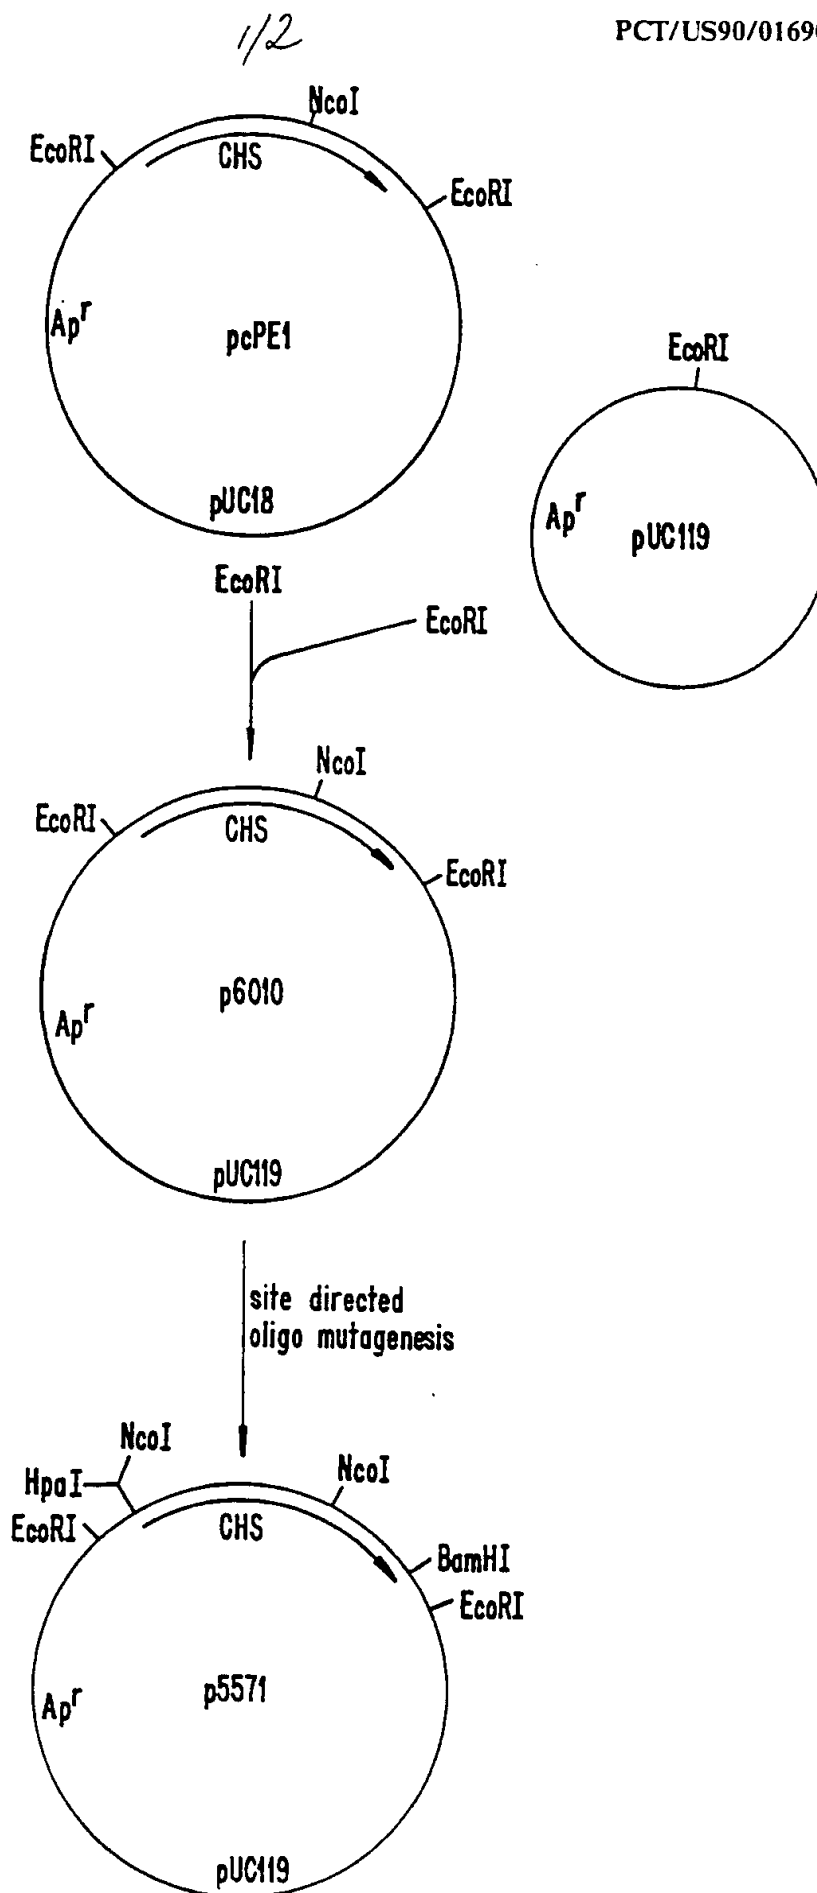 1/2
PCT/US90/0169
NcoI
EcoRI
CHS
EcoRI
Apr
pcPE1
pUC18
EcoRI
Apr
pUC119
EcoRI
EcoRI
NcoI
EcoRI
CHS
EcoRI
Apr
p6010
pUC119
site directed
oligo mutagenesis
NcoI
HpaI
EcoRI
CHS
NcoI
BamHI
EcoRI
Apr
p5571
pUC119